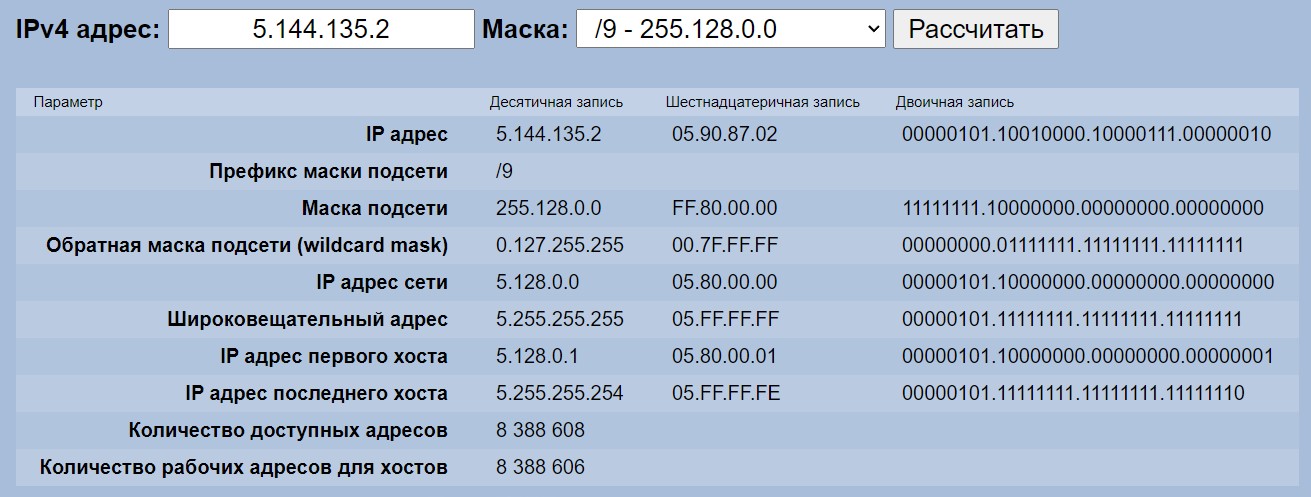 IPv4 адрес: 5.144.135.2 Маска: /9 - 255.128.0.0 Рассчитать
Параметр Десятичная запись Шестнадцатеричная запись Двоичная запись
IP адрес 5.144.135.2 05.90.87.02 00000101.10010000.10000111.00000010
Префикс маски подсети /9
Маска подсети 255.128.0.0 FF.80.00.00 11111111.10000000.00000000.00000000
Обратная маска подсети (wildcard mask) 0.127.255.255 00.7F.FF.FF 00000000.01111111.11111111.11111111
IP адрес сети 5.128.0.0 05.80.00.00 00000101.10000000.00000000.00000000
Широковещательный адрес 5.255.255.255 05.FF.FF.FF 00000101.11111111.11111111.11111111
IP адрес первого хоста 5.128.0.1 05.80.00.01 00000101.10000000.00000000.00000001
IP адрес последнего хоста 5.255.255.254 05.FF.FF.FE 00000101.11111111.11111111.11111110
Количество доступных адресов 8 388 608
Количество рабочих адресов для хостов 8 388 606